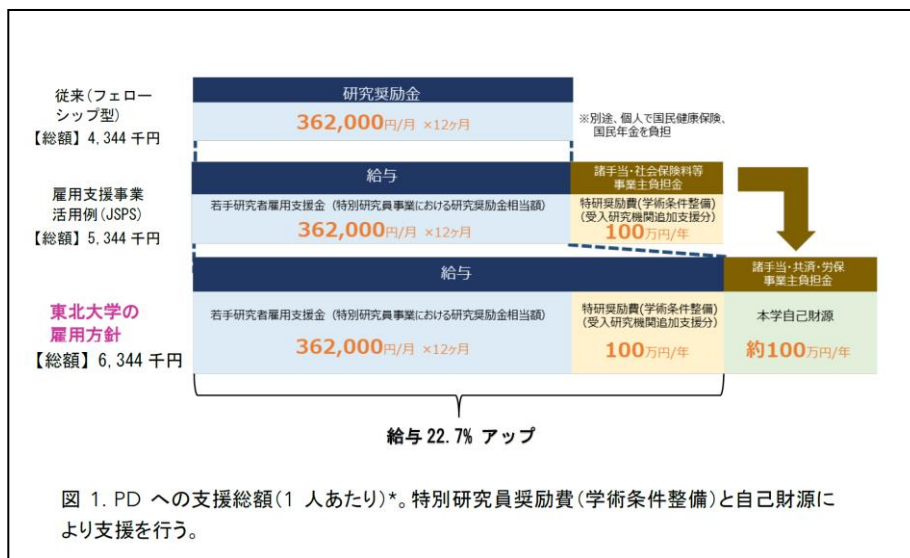 従来(フェロー
シップ型)
【総額】4,344 千円
研究奨励金
362,000円/月 ×12ヶ月
※別途、個人で国民健康保険、
国民年金を負担
雇用支援事業
活用例(JSPS)
【総額】5,344 千円
給与
若手研究者雇用支援金（特別研究員事業における研究奨励金相当額）
362,000円/月 ×12ヶ月
諸手当・社会保険料等
事業主負担金
特研奨励費(学術条件整備)
(受入研究機関追加支援分)
100万円/年
東北大学の
雇用方針
【総額】6,344 千円
給与
若手研究者雇用支援金（特別研究員事業における研究奨励金相当額）
362,000円/月 ×12ヶ月
特研奨励費(学術条件整備)
(受入研究機関追加支援分)
100万円/年
諸手当・共済・労保
事業主負担金
本学自己財源
約100万円/年
給与 22.7% アップ
図 1. PD への支援総額(1 人あたり)*。特別研究員奨励費(学術条件整備)と自己財源に
より支援を行う。